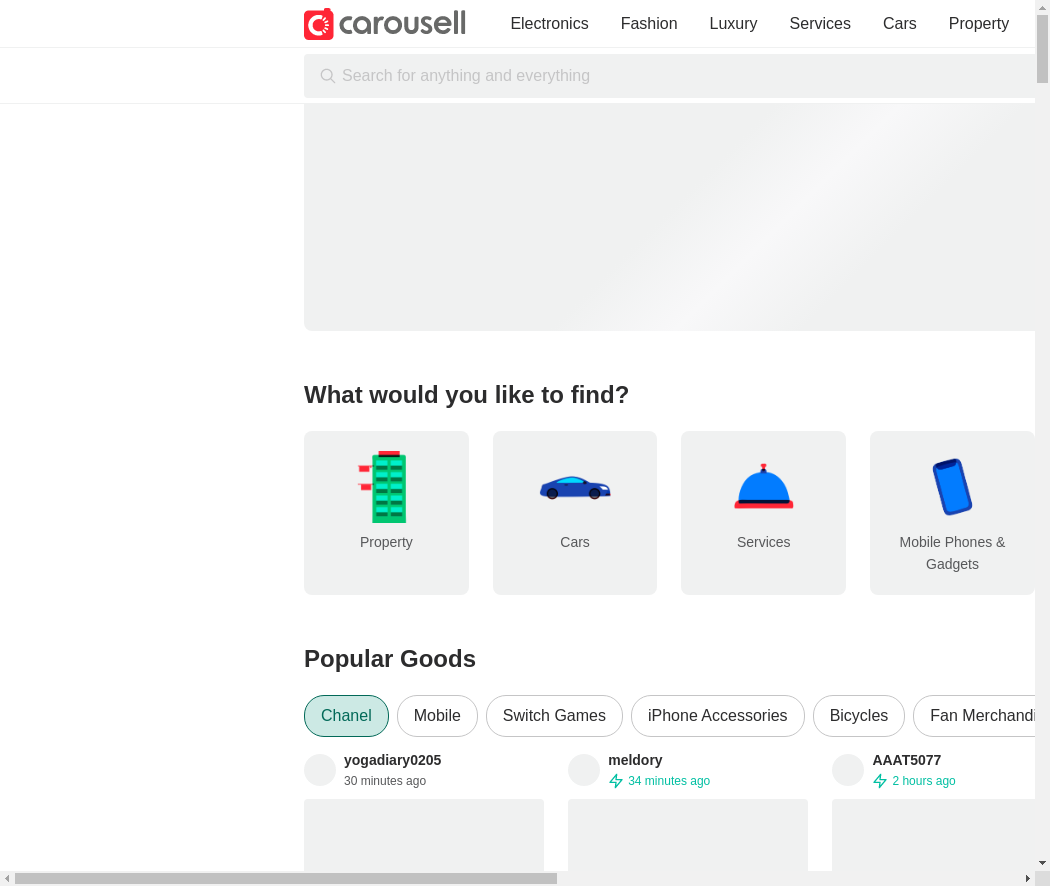 carousell
Electronics
Fashion
Luxury
Services
Cars
Property
Search for anything and everything
What would you like to find?
Property
Cars
Services
Mobile Phones &
Gadgets
Popular Goods
Chanel
Mobile
Switch Games
iPhone Accessories
Bicycles
Fan Merchandi
yogadiary0205
30 minutes ago
meldory
34 minutes ago
AAAT5077
2 hours ago